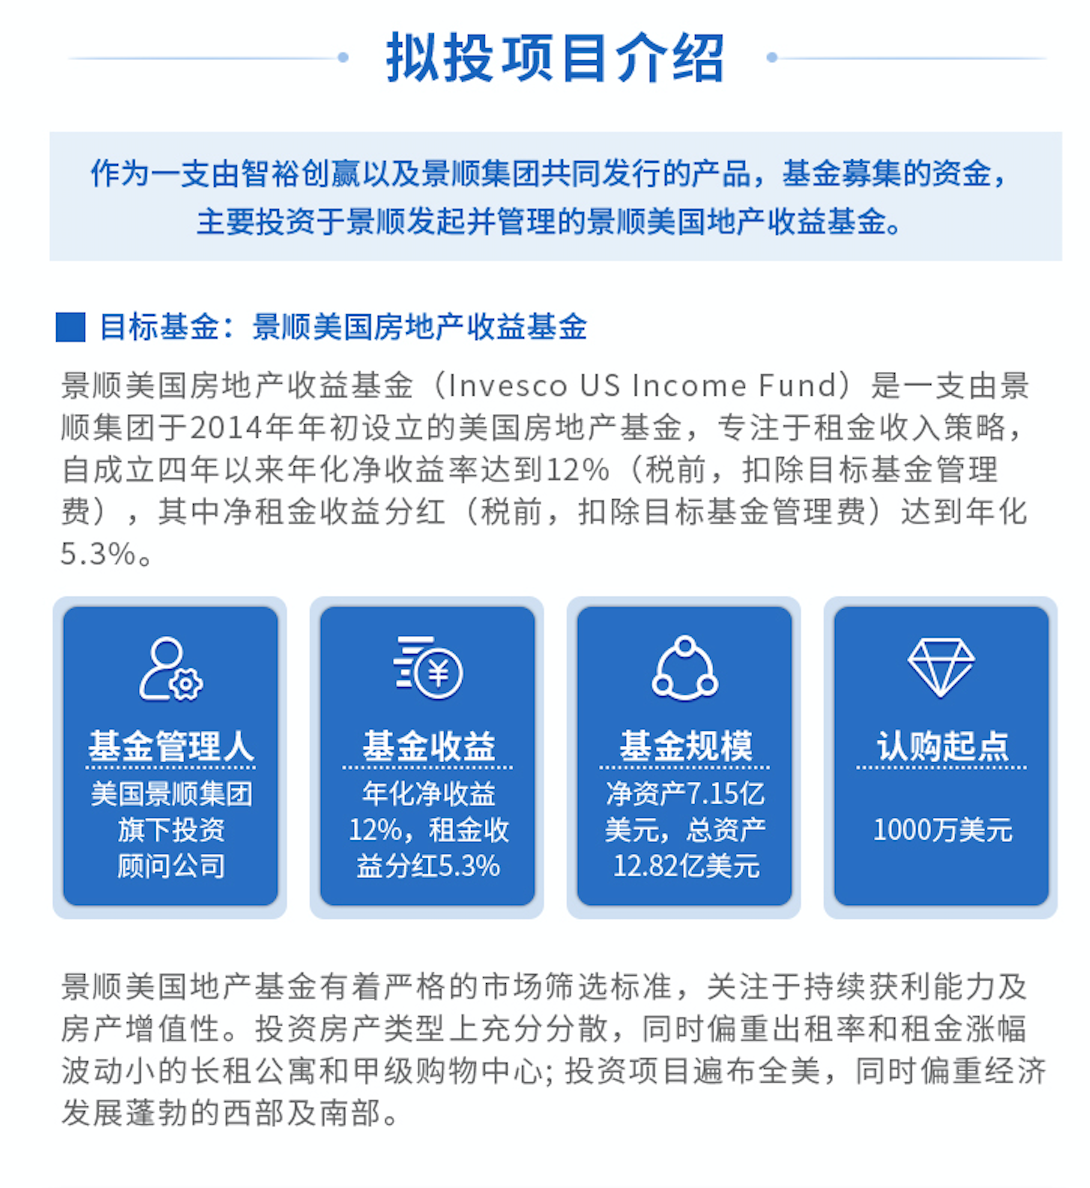 拟投项目介绍
作为一支由智裕创赢以及景顺集团共同发行的产品，基金募集的资金，
主要投资于景顺发起并管理的景顺美国地产收益基金。
目标基金：景顺美国房地产收益基金
景顺美国房地产收益基金（Invesco US Income Fund）是一支由景
顺集团于2014年年初设立的美国房地产基金，专注于租金收入策略，
自成立四年以来年化净收益率达到12%（税前，扣除目标基金管理
费），其中净租金收益分红（税前，扣除目标基金管理费）达到年化
5.3%。
基金管理人
美国景顺集团
旗下投资
顾问公司
基金收益
年化净收益
12%，租金收
益分红5.3%
基金规模
净资产7.15亿
美元，总资产
12.82亿美元
认购起点
1000万美元
景顺美国地产基金有着严格的市场筛选标准，关注于持续获利能力及
房产增值性。投资房产类型上充分分散，同时偏重出租率和租金涨幅
波动小的长租公寓和甲级购物中心; 投资项目遍布全美，同时偏重经济
发展蓬勃的西部及南部。